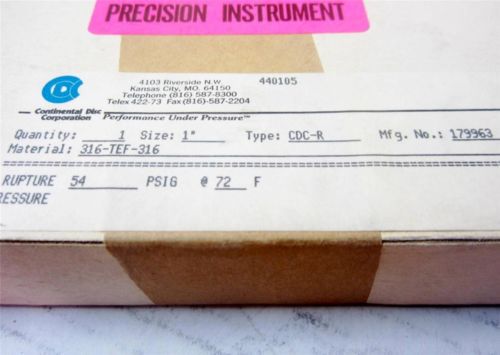 PRECISION INSTRUMENT
4103 Riverside N.W.
Kansas City, MO. 64150
Telephone (816) 587-8300
Telex 422-73 Fax (816)-587-2204
440105
CDC
Continental Disc
Corporation
Performance Under Pressure™
Quantity: 1 Size: 1" Type: CDC-R Mfg. No.: 179963
Material: 316-TEF-316
RUPTURE 54 PSIG @ 72 F
RESSURE